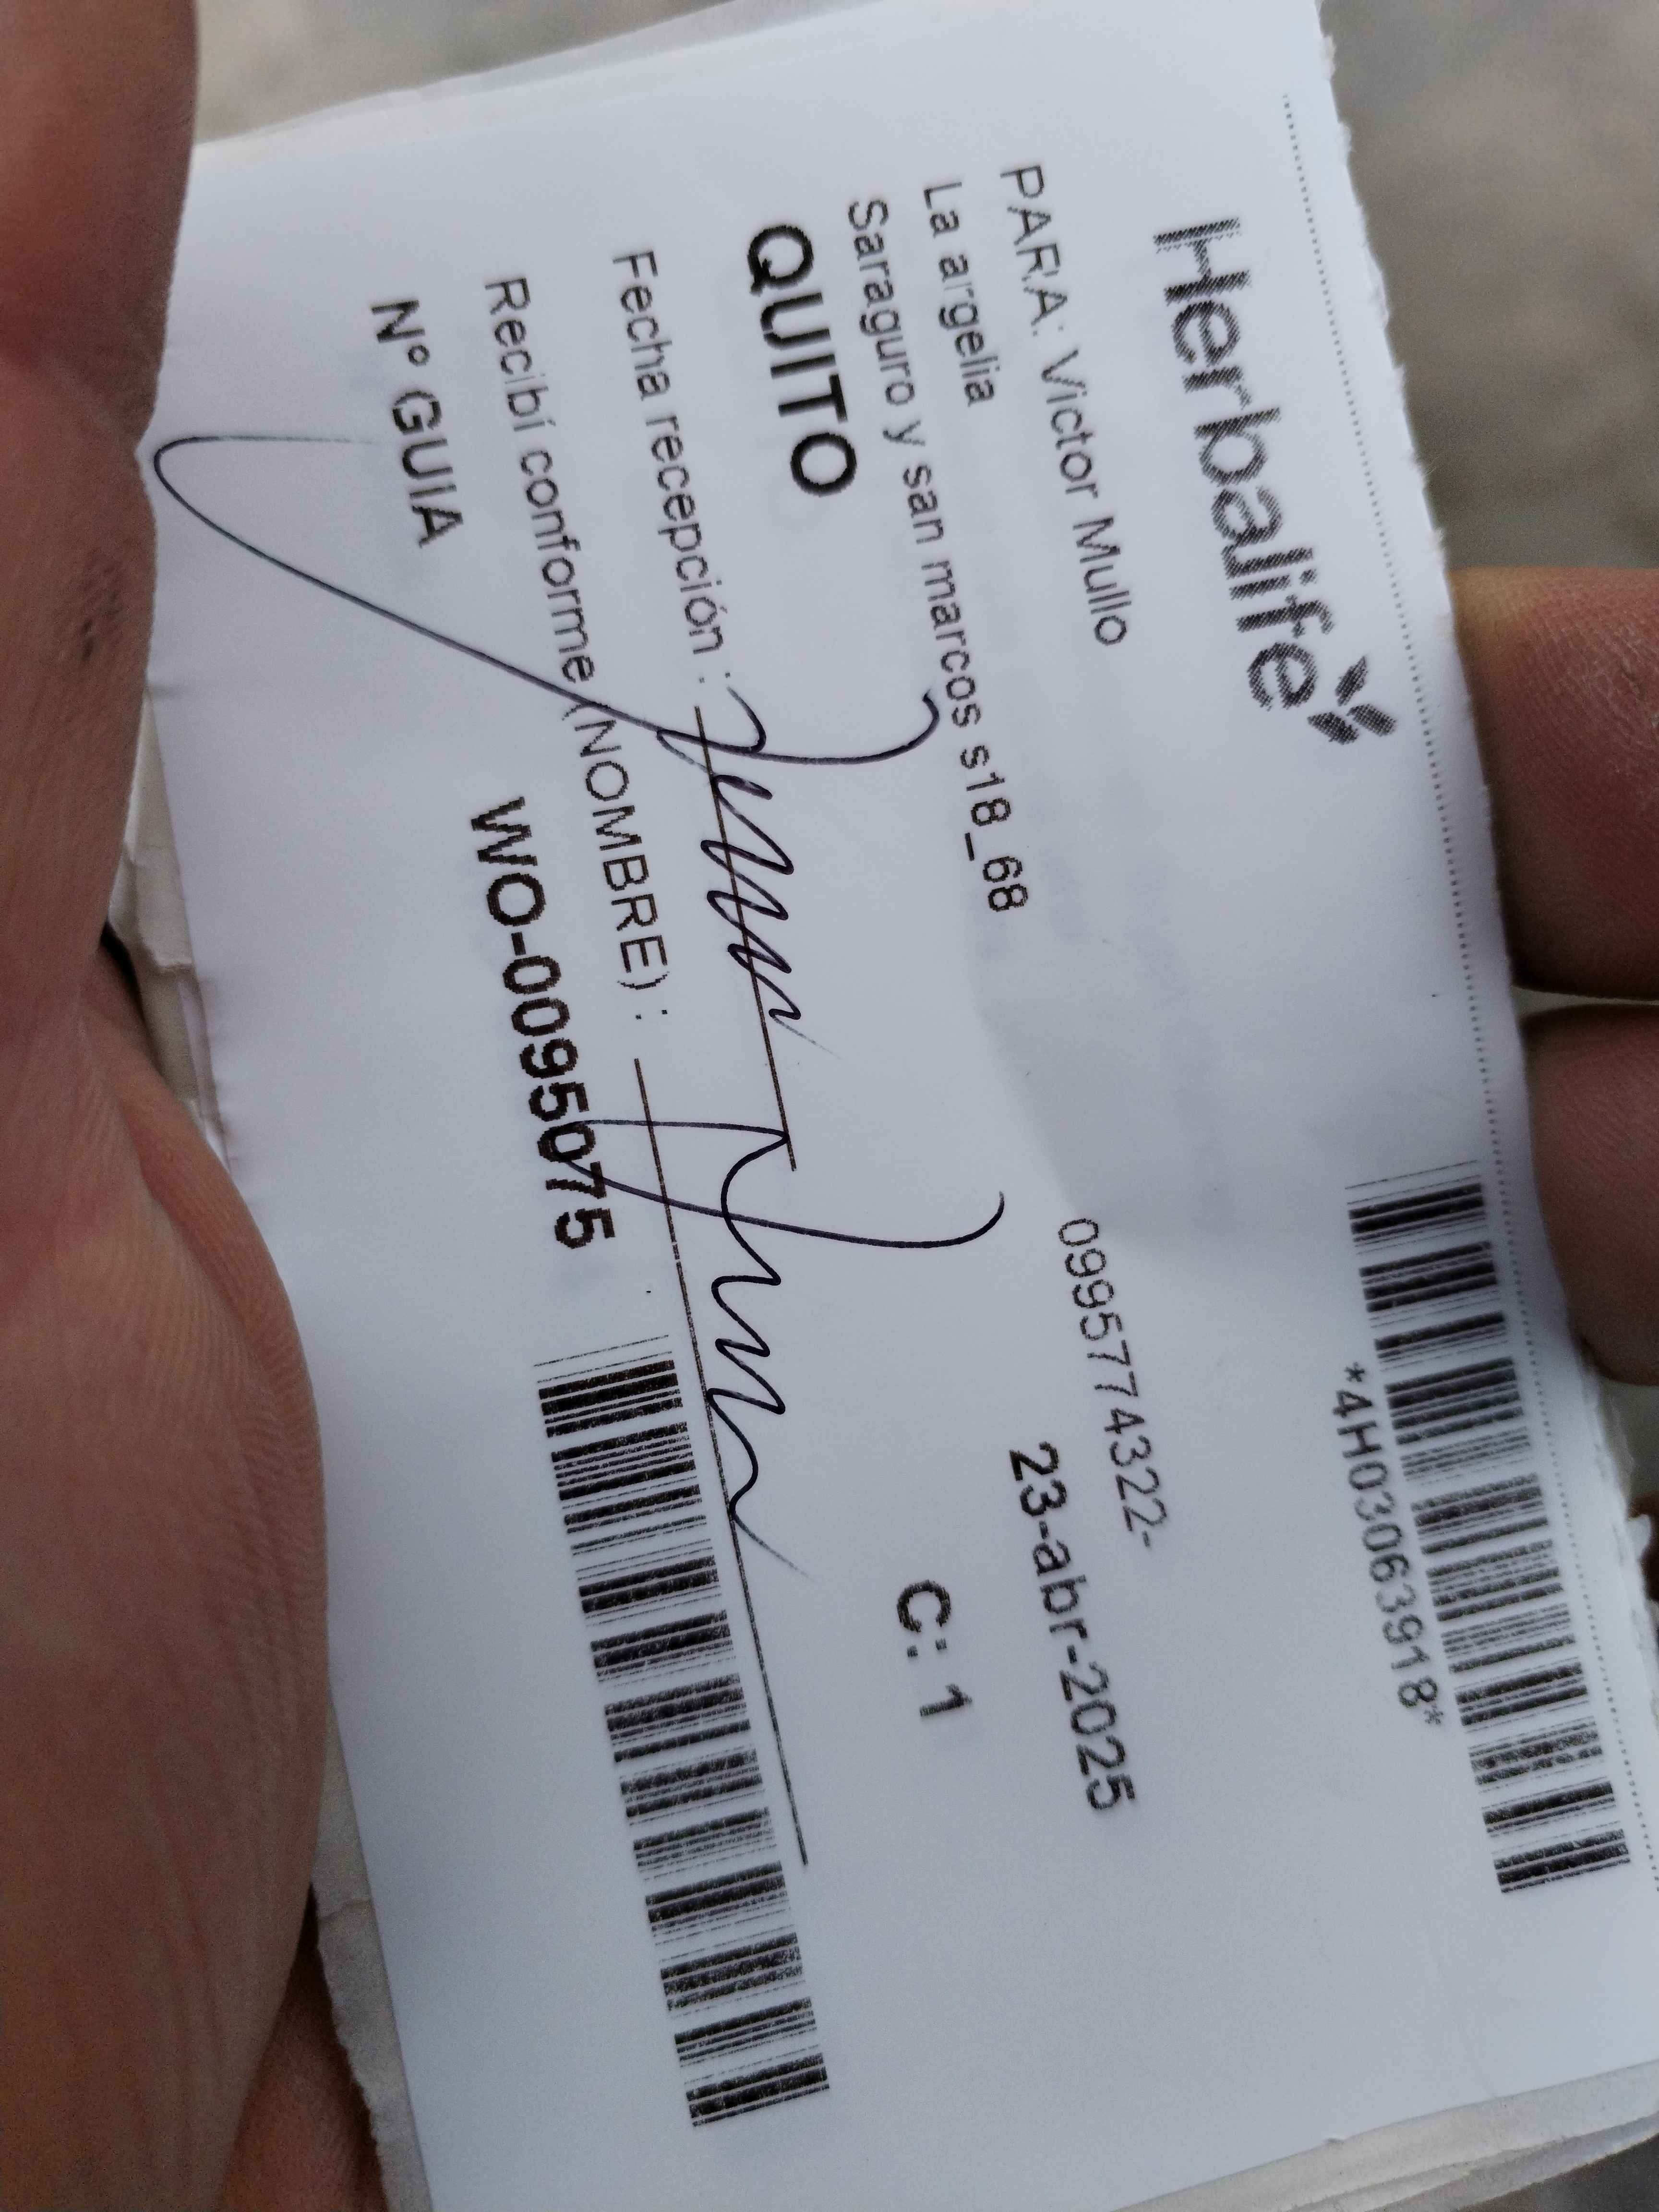 Herbalife
*4H03063918*
PARA: Victor Mullo 0995774322-
La argelia 23-abr-2025
Saraguro y san marcos s18_68
QUITO C: 1
Fecha recepción :
Recibí conforme (NOMBRE) :
Nº GUIA WO-0095075